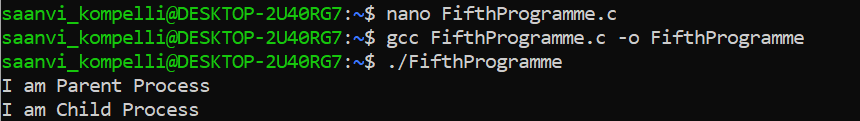 saanvi_kompelli@DESKTOP-2U40RG7:~$ nano FifthProgramme.c
saanvi_kompelli@DESKTOP-2U40RG7:~$ gcc FifthProgramme.c -o FifthProgramme
saanvi_kompelli@DESKTOP-2U40RG7:~$ ./FifthProgramme
I am Parent Process
I am Child Process